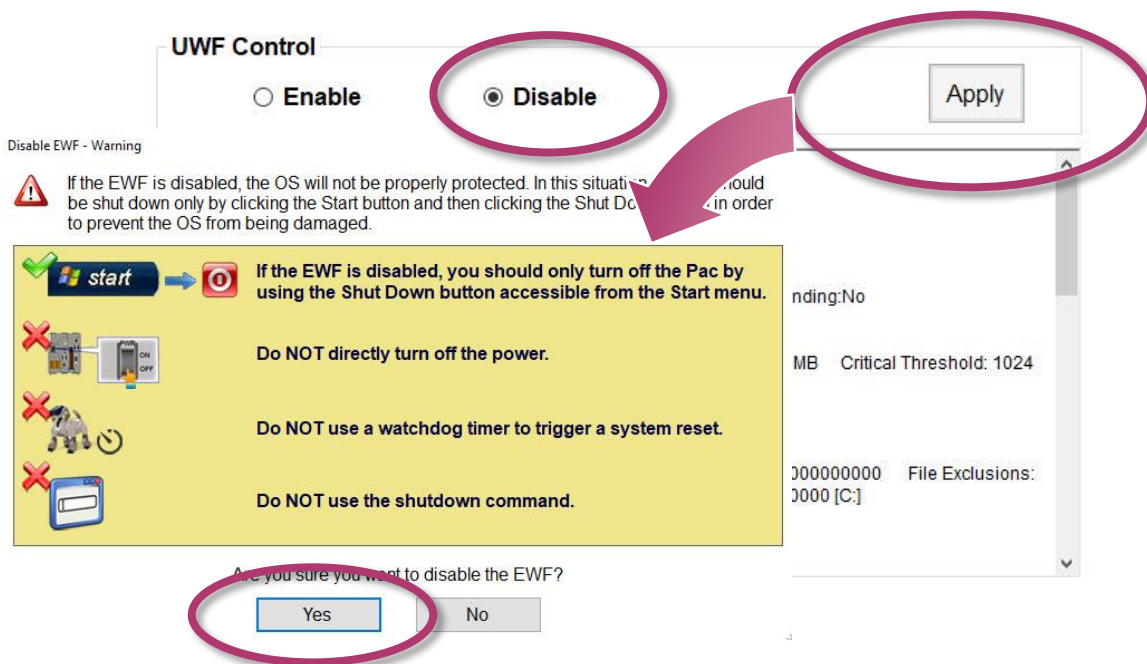 UWF Control
Enable Disable Apply
Disable EWF - Warning
If the EWF is disabled, the OS will not be properly protected. In this situation
be shut down only by clicking the Start button and then clicking the Shut in order
to prevent the OS from being damaged.
start
If the EWF is disabled, you should only turn off the Pac by
using the Shut Down button accessible from the Start menu.
nding:No
PWR
ON
OFF
Do NOT directly turn off the power.
MB Critical Threshold: 1024
Do NOT use a watchdog timer to trigger a system reset.
000000000 File Exclusions:
0000 [C:]
Do NOT use the shutdown command.
Are you sure you want to disable the EWF?
Yes No